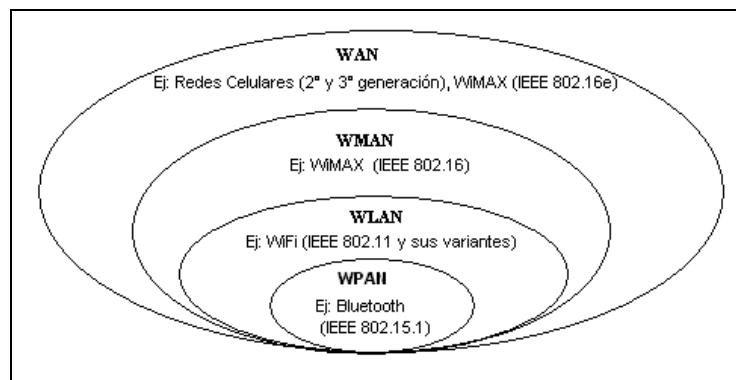 WAN
Ej: Redes Celulares (2ª y 3ª generación), WiMAX (IEEE 802.16e)
WMAN
Ej: WiMAX (IEEE 802.16)
WLAN
Ej: WiFi (IEEE 802.11 y sus variantes)
WPAN
Ej: Bluetooth
(IEEE 802.15.1)